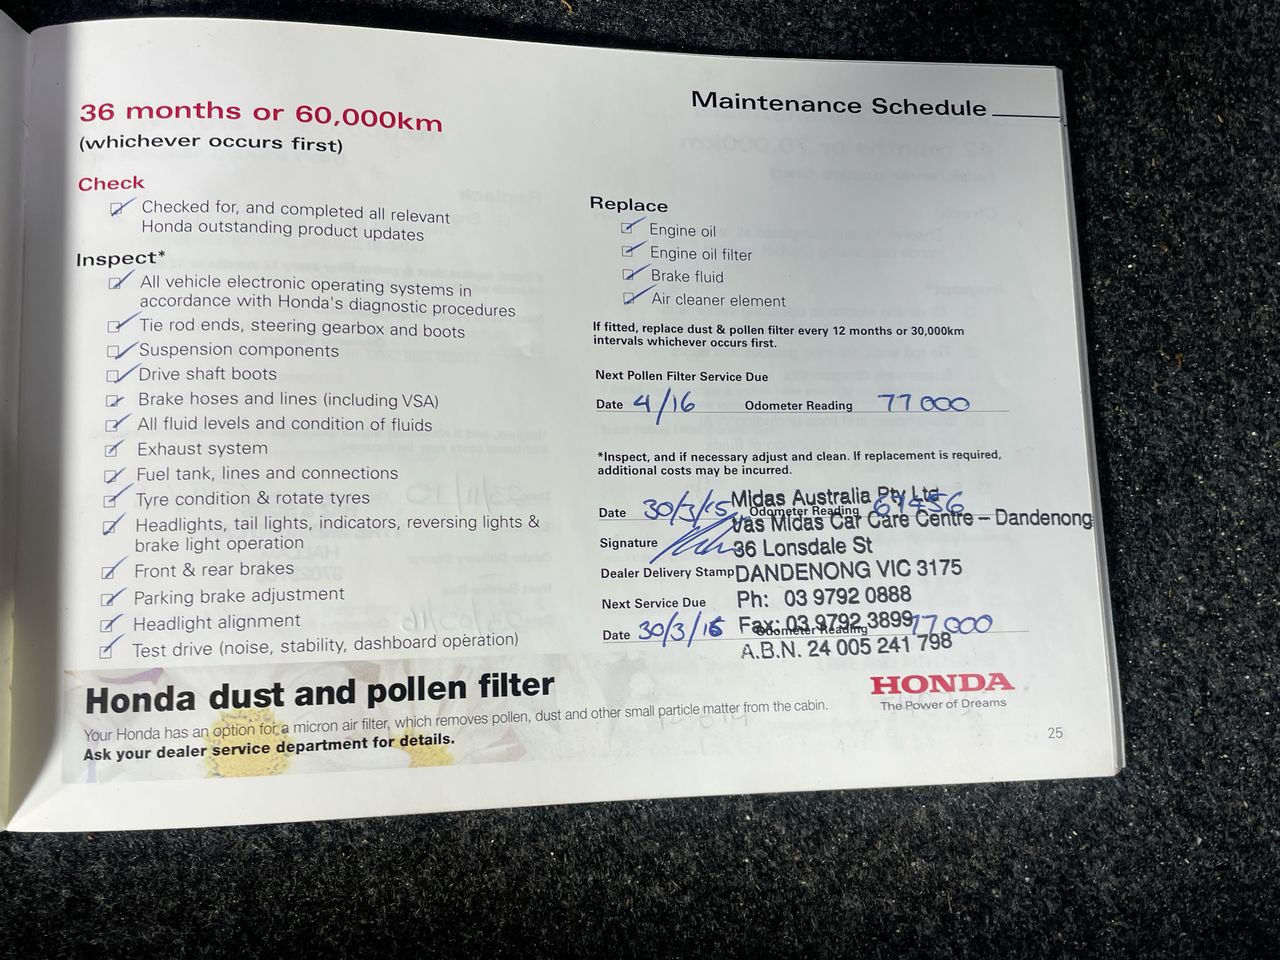 Maintenance Schedule
36 months or 60,000km
(whichever occurs first)
Check
Checked for, and completed all relevant
Honda outstanding product updates
Inspect*
All vehicle electronic operating systems in
accordance with Honda's diagnostic procedures
Tie rod ends, steering gearbox and boots
Suspension components
Drive shaft boots
Brake hoses and lines (including VSA)
All fluid levels and condition of fluids
Exhaust system
Fuel tank, lines and connections
Tyre condition & rotate tyres
Headlights, tail lights, indicators, reversing lights &
brake light operation
Front & rear brakes
Parking brake adjustment
Headlight alignment
Test drive (noise, stability, dashboard operation)
Replace
Engine oil
Engine oil filter
Brake fluid
Air cleaner element
If fitted, replace dust & pollen filter every 12 months or 30,000km
intervals whichever occurs first.
Next Pollen Filter Service Due
Date 4/16 Odometer Reading 77000
*Inspect, and if necessary adjust and clean. If replacement is required,
additional costs may be incurred.
Midas Australia Pty Ltd
Date 30/3/15 Odometer Reading
Vas Midas Car Care Centre – Dandenong
Signature 36 Lonsdale St
Dealer Delivery Stamp DANDENONG VIC 3175
Next Service Due Ph: 03 9792 0888
Fax: 03 9792 3899
Date 30/3/16 Odometer Reading 77000
A.B.N. 24 005 241 798
Honda dust and pollen filter
Your Honda has an option for a micron air filter, which removes pollen, dust and other small particle matter from the cabin.
Ask your dealer service department for details.
HONDA
The Power of Dreams
25